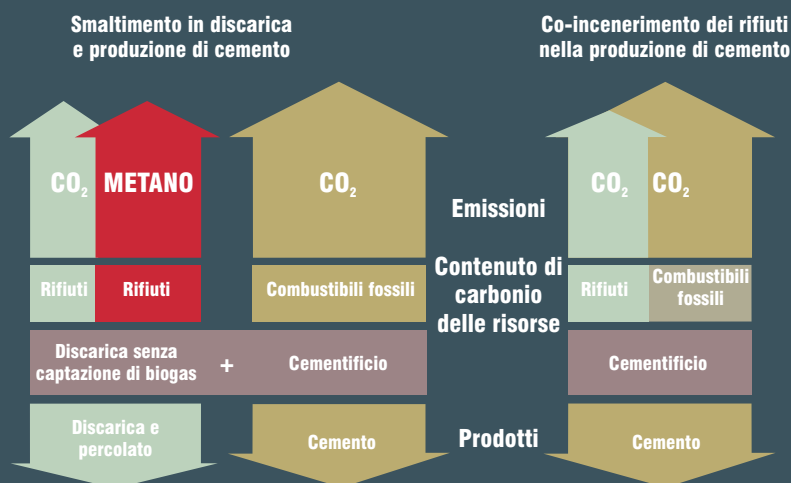 Smaltimento in discarica
e produzione di cemento
Co-incenerimento dei rifiuti
nella produzione di cemento
CO₂
METANO
CO₂
Emissioni
CO₂
CO₂
Rifiuti
Rifiuti
Combustibili fossili
Contenuto di
carbonio
delle risorse
Rifiuti
Combustibili
fossili
Discarica senza
captazione di biogas
+
Cementificio
Cementificio
Discarica e
percolato
Cemento
Prodotti
Cemento